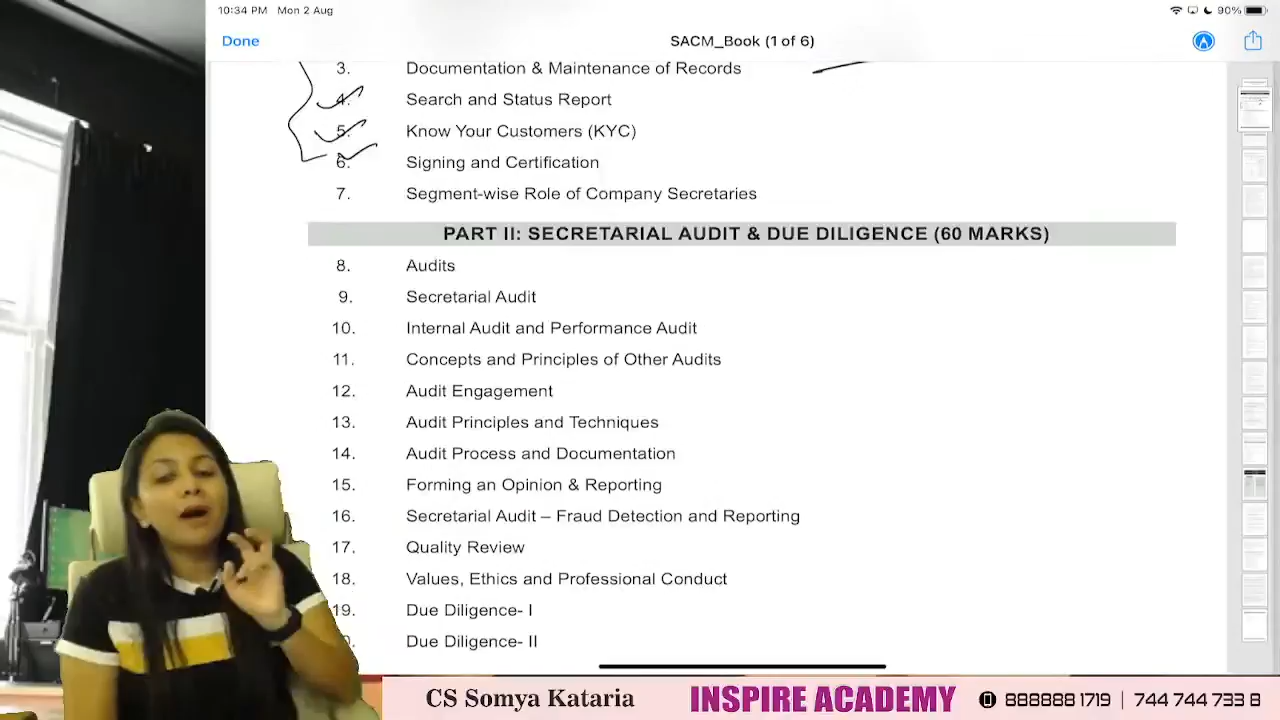 10:34 PM Mon 2 Aug
90%
Done
SACM_Book (1 of 6)
3. Documentation & Maintenance of Records
4. Search and Status Report
5. Know Your Customers (KYC)
6. Signing and Certification
7. Segment-wise Role of Company Secretaries
PART II: SECRETARIAL AUDIT & DUE DILIGENCE (60 MARKS)
8. Audits
9. Secretarial Audit
10. Internal Audit and Performance Audit
11. Concepts and Principles of Other Audits
12. Audit Engagement
13. Audit Principles and Techniques
14. Audit Process and Documentation
15. Forming an Opinion & Reporting
16. Secretarial Audit – Fraud Detection and Reporting
17. Quality Review
18. Values, Ethics and Professional Conduct
19. Due Diligence- I
Due Diligence- II
CS Somya Kataria INSPIRE ACADEMY 888888 1719 | 744 744 733 8